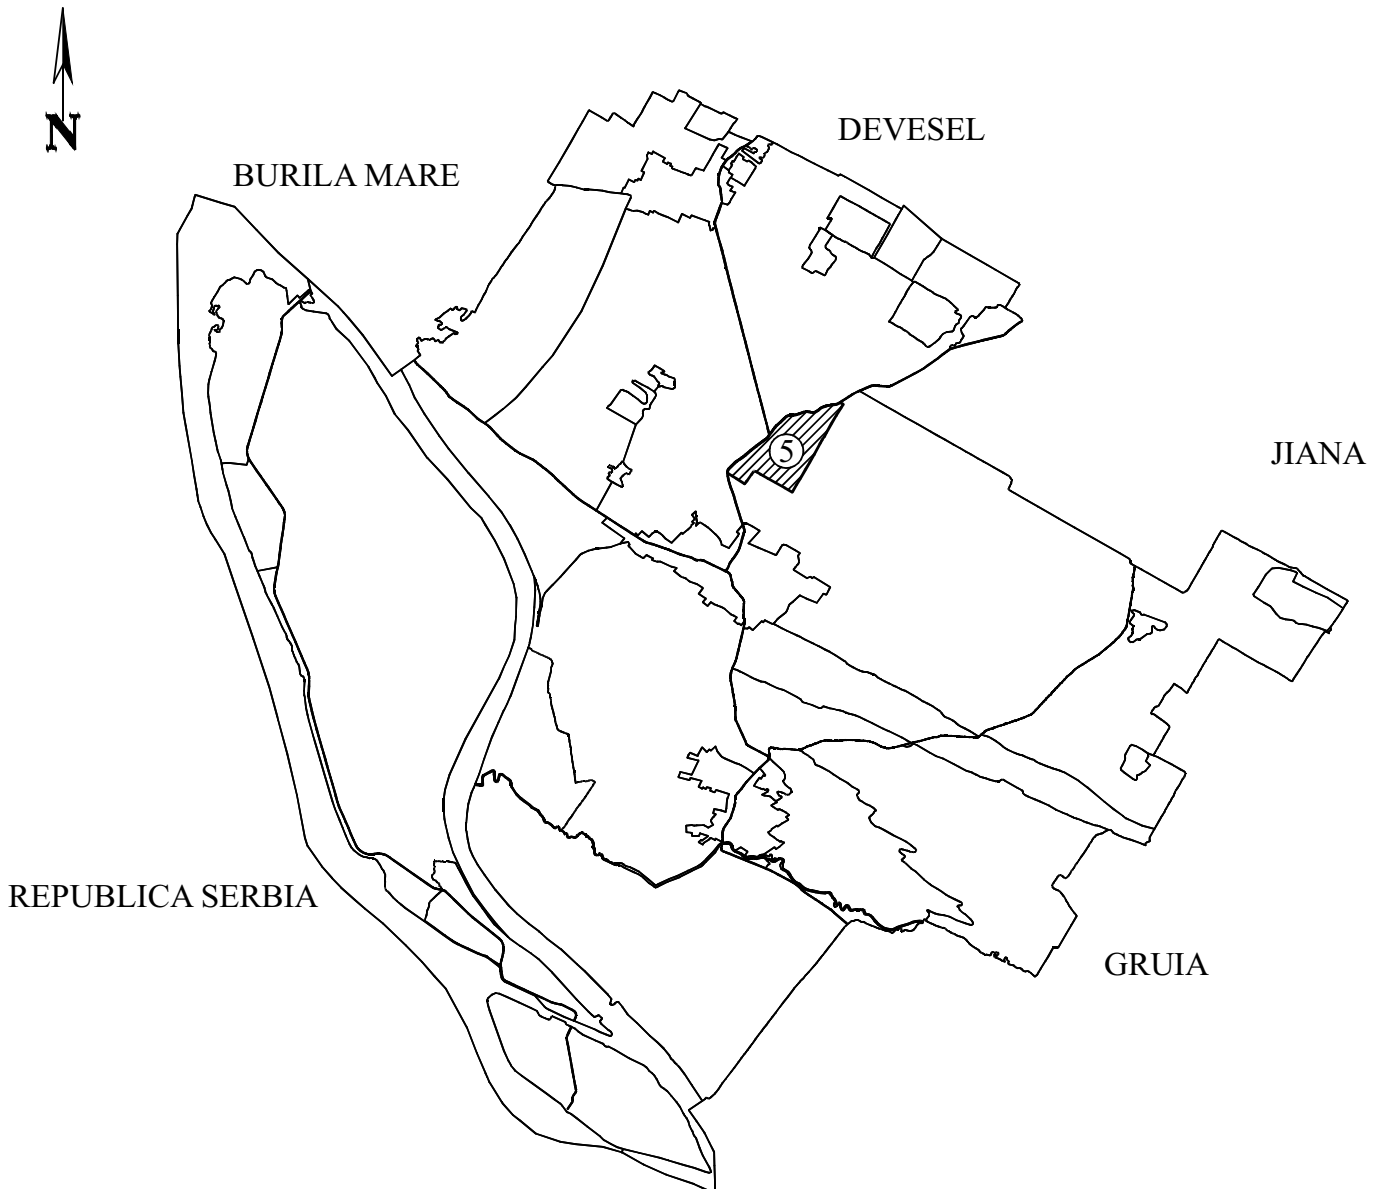 N
DEVESEL
BURILA MARE
5
JIANA
REPUBLICA SERBIA
GRUIA